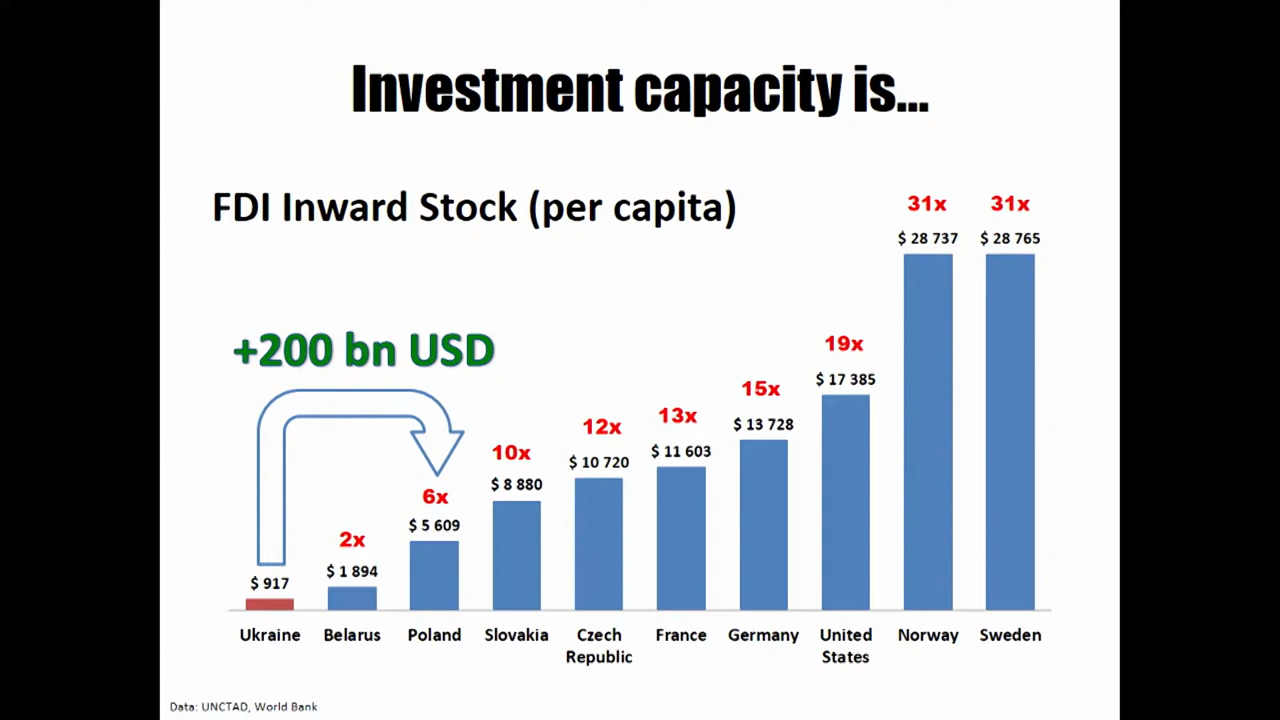 Investment capacity is...
FDI Inward Stock (per capita)
31x
31x
$ 28 737
$ 28 765
+200 bn USD
19x
$ 17 385
15x
$ 13 728
13x
$ 11 603
12x
$ 10 720
10x
$ 8 880
6x
$ 5 609
2x
$ 1 894
$ 917
Ukraine
Belarus
Poland
Slovakia
Czech
Republic
France
Germany
United
States
Norway
Sweden
Data: UNCTAD, World Bank